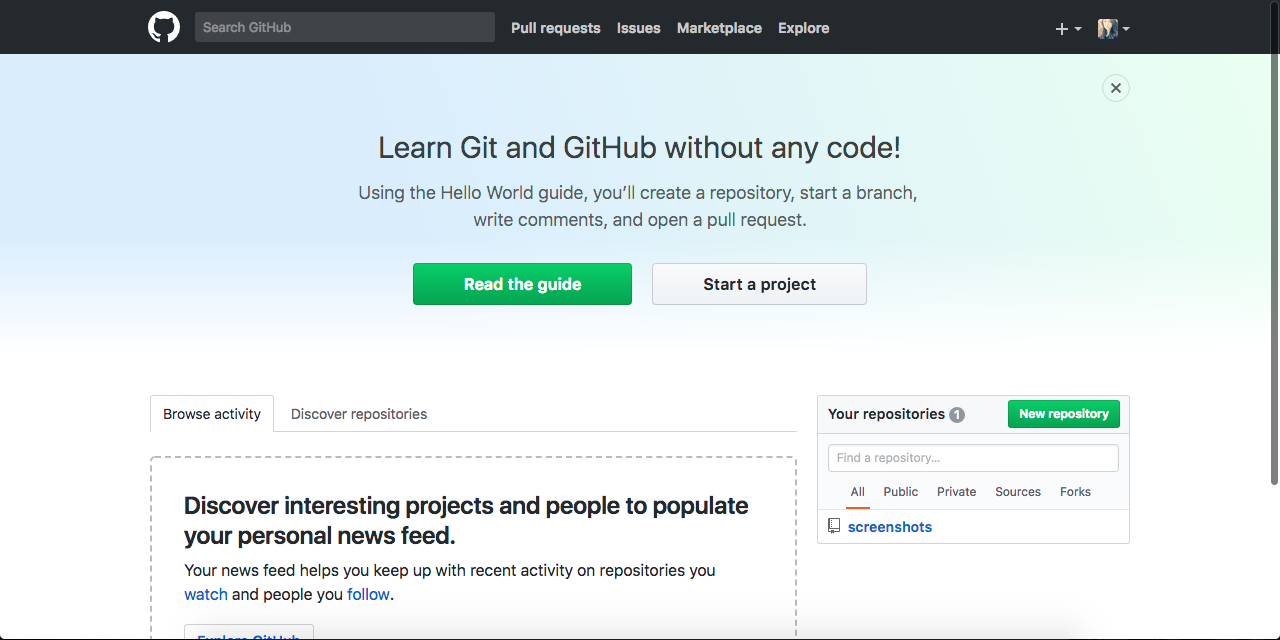 Search GitHub
Pull requests
Issues
Marketplace
Explore
Learn Git and GitHub without any code!
Using the Hello World guide, you’ll create a repository, start a branch,
write comments, and open a pull request.
Read the guide
Start a project
Browse activity
Discover repositories
Your repositories 1
New repository
Find a repository...
All
Public
Private
Sources
Forks
screenshots
Discover interesting projects and people to populate
your personal news feed.
Your news feed helps you keep up with recent activity on repositories you
watch and people you follow.
Explore GitHub